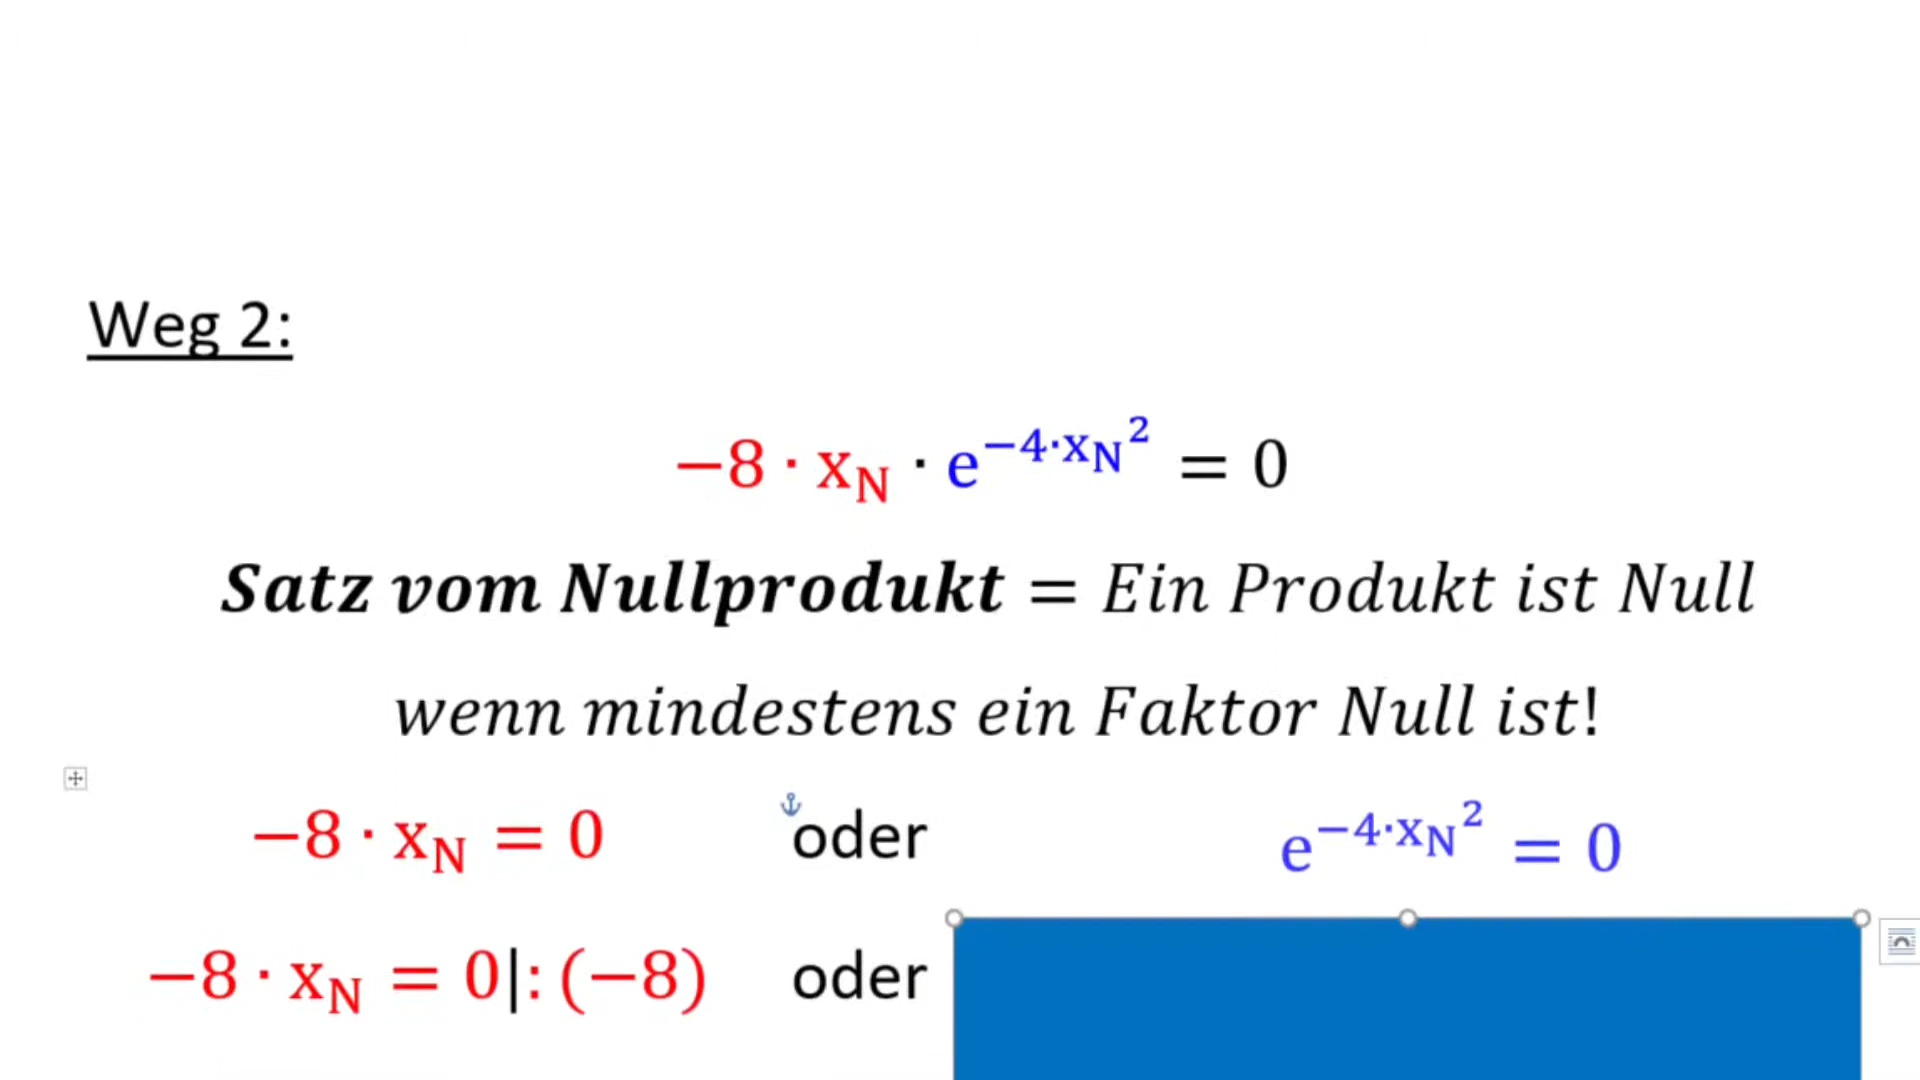 Weg 2:
−8 · x_N · e^(−4·x_N²) = 0
Satz vom Nullprodukt = Ein Produkt ist Null
wenn mindestens ein Faktor Null ist!
−8 · x_N = 0 oder e^(−4·x_N²) = 0
−8 · x_N = 0|: (−8) oder